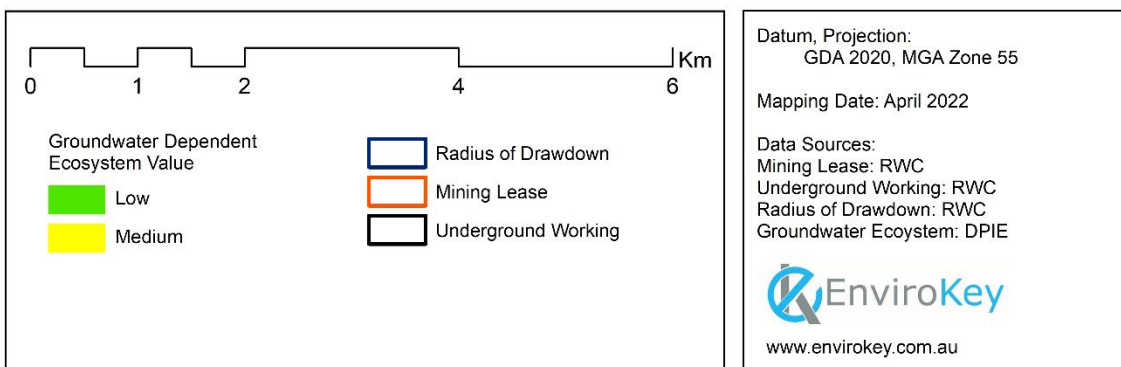 Km
0 1 2 4 6
Groundwater Dependent
Ecosystem Value
Low
Medium
Radius of Drawdown
Mining Lease
Underground Working
Datum, Projection:
GDA 2020, MGA Zone 55
Mapping Date: April 2022
Data Sources:
Mining Lease: RWC
Underground Working: RWC
Radius of Drawdown: RWC
Groundwater Ecoystem: DPIE
EnviroKey
www.envirokey.com.au